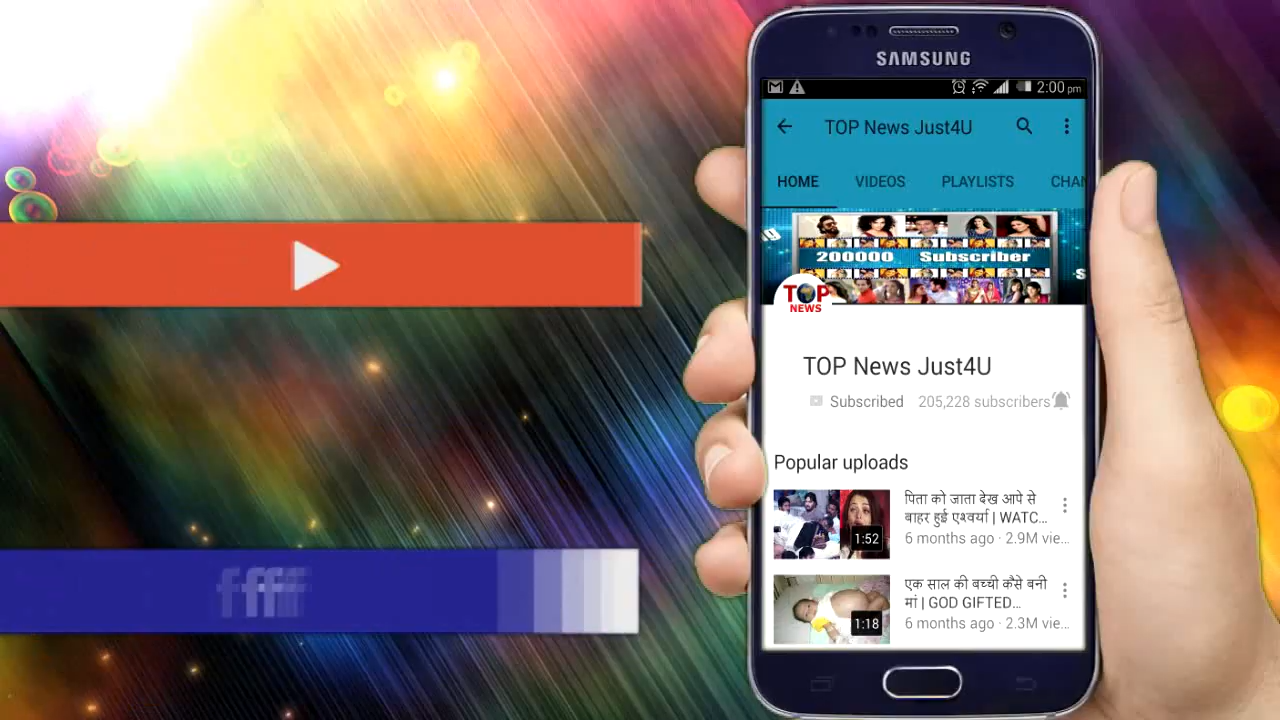 SAMSUNG
2:00 pm
TOP News Just4U
HOME VIDEOS PLAYLISTS CHAN
200000 Subscriber
TOP
NEWS
TOP News Just4U
Subscribed 205,228 subscribers
Popular uploads
पिता को जाता देख आपे से
बाहर हुई एश्वर्या | WATC...
6 months ago · 2.9M vie...
1:52
एक साल की बच्ची कैसे बनी
मां | GOD GIFTED...
6 months ago · 2.3M vie...
1:18